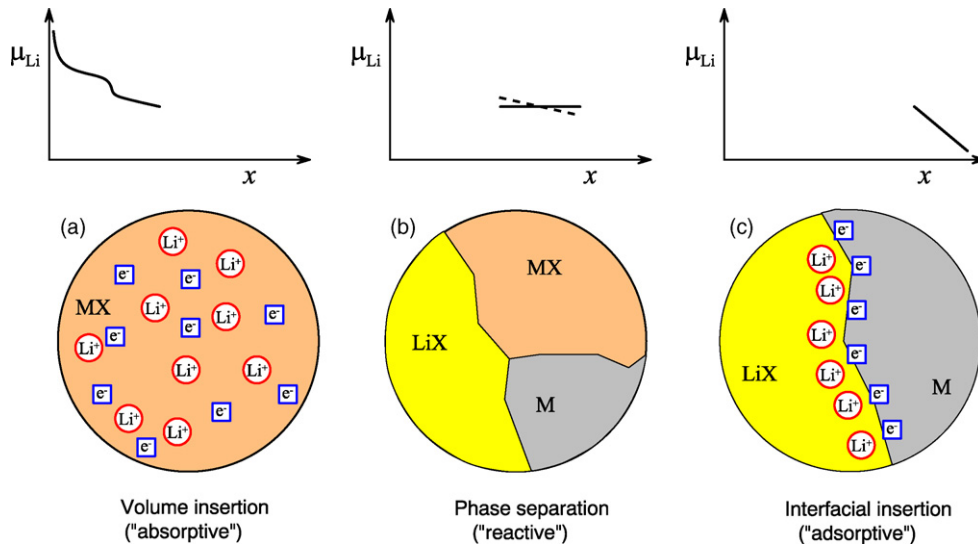 μLi
x
μLi
x
μLi
x
(a)
Li⁺
Li⁺
e⁻
e⁻
MX
Li⁺
Li⁺
e⁻
e⁻
e⁻
Li⁺
Li⁺
Li⁺
e⁻
e⁻
e⁻
Li⁺
Li⁺
e⁻
(b)
MX
LiX
M
(c)
e⁻
Li⁺
e⁻
Li⁺
e⁻
Li⁺
e⁻
LiX
Li⁺
M
e⁻
Li⁺
e⁻
Li⁺
Volume insertion
("absorptive")
Phase separation
("reactive")
Interfacial insertion
("adsorptive")